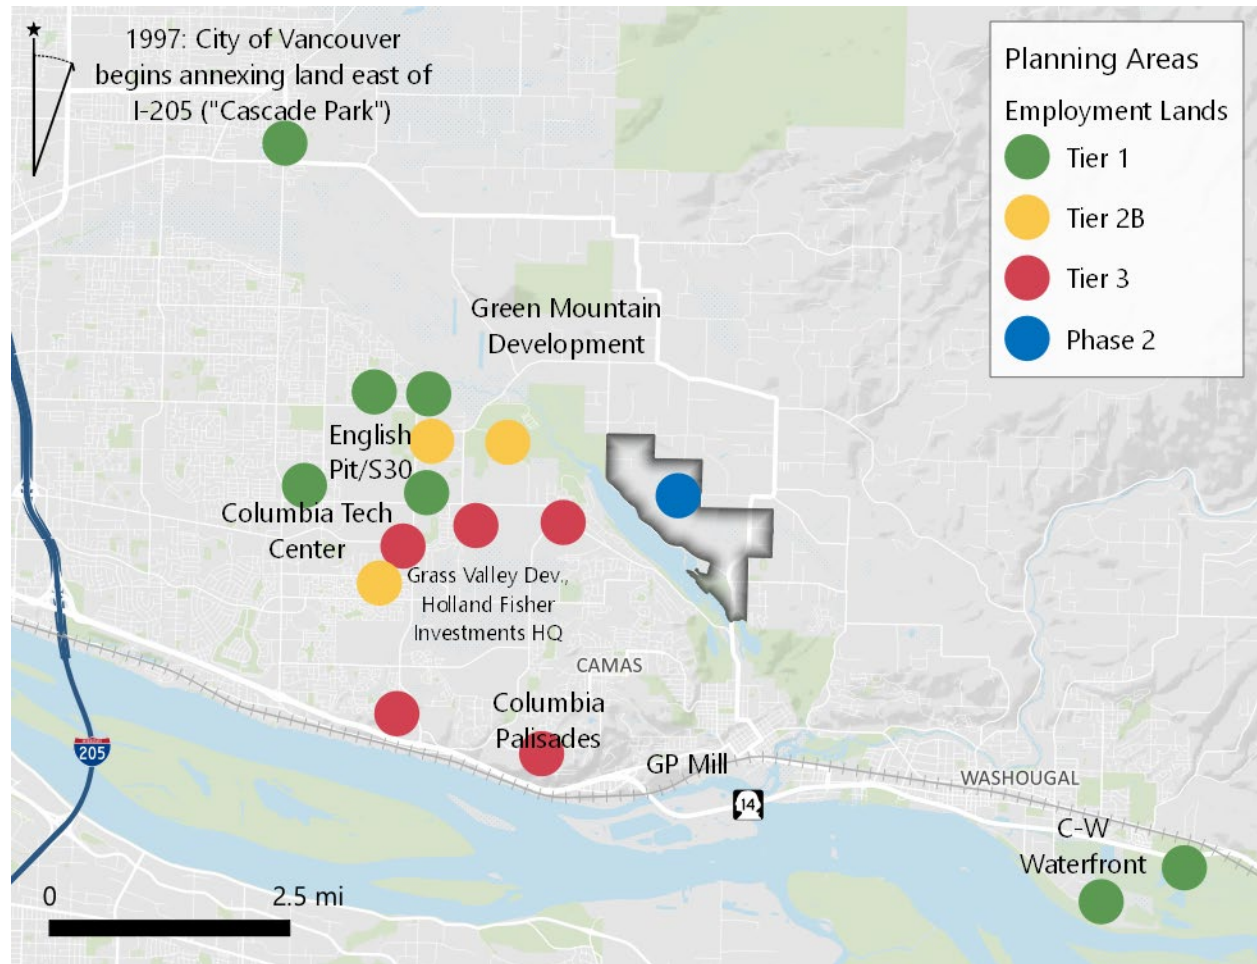 1997: City of Vancouver
begins annexing land east of
I-205 ("Cascade Park")
Planning Areas
Employment Lands
Tier 1
Tier 2B
Tier 3
Phase 2
Green Mountain
Development
English
Pit/S30
Columbia Tech
Center
Grass Valley Dev.,
Holland Fisher
Investments HQ
CAMAS
Columbia
Palisades
GP Mill
205
14
WASHOUGAL
C-W
Waterfront
0 2.5 mi